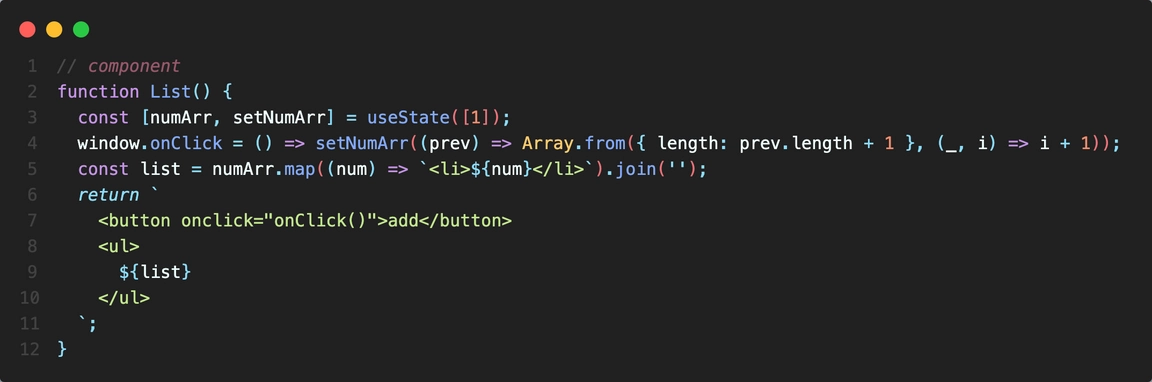 1 // component
2 function List() {
3   const [numArr, setNumArr] = useState([1]);
4   window.onClick = () => setNumArr((prev) => Array.from({ length: prev.length + 1 }, (_, i) => i + 1));
5   const list = numArr.map((num) => `<li>${num}</li>`).join('');
6   return `
7     <button onclick="onClick()">add</button>
8     <ul>
9       ${list}
10     </ul>
11   `;
12 }